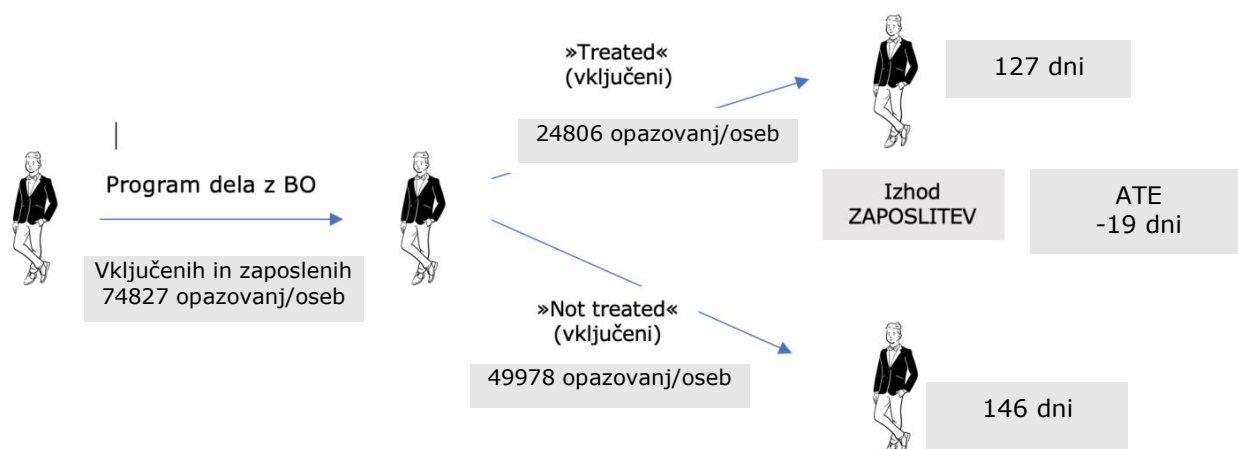 Program dela z BO
Vključenih in zaposlenih
74827 opazovanj/oseb
»Treated«
(vključeni)
24806 opazovanj/oseb
127 dni
Izhod
ZAPOSLITEV
ATE
-19 dni
»Not treated«
(vključeni)
49978 opazovanj/oseb
146 dni